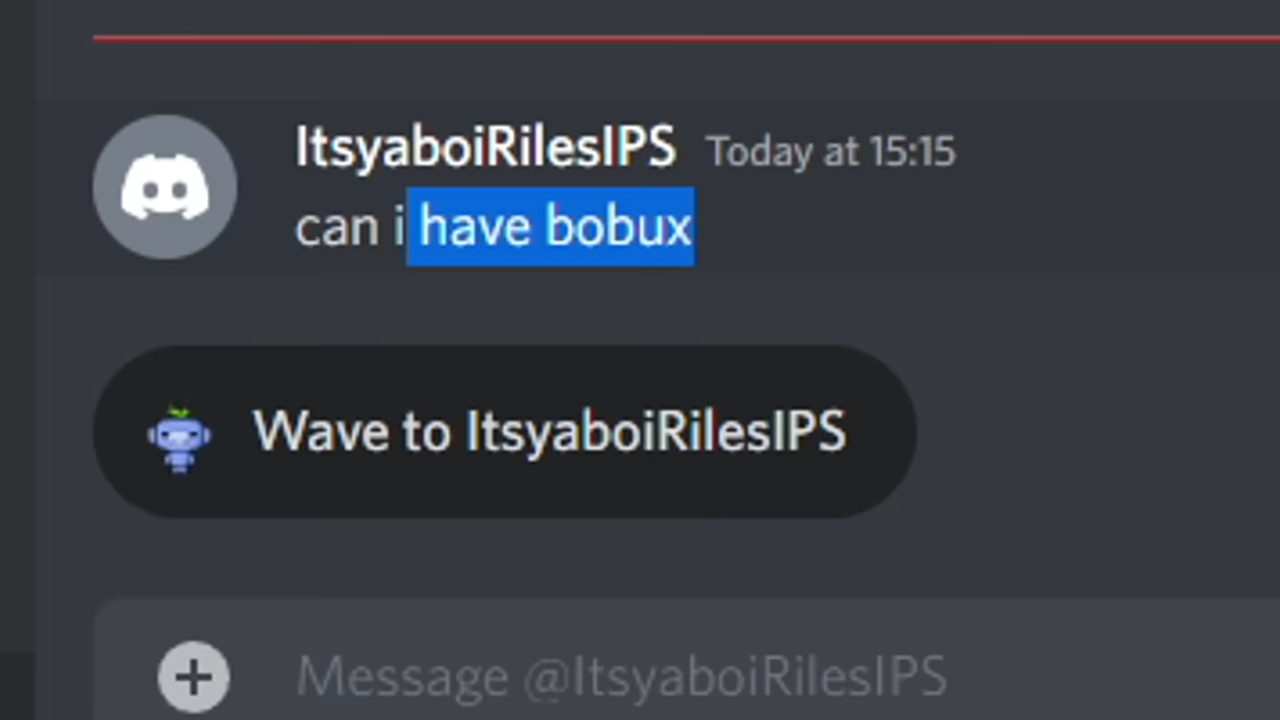 ItsyaboiRilesIPS Today at 15:15
can i have bobux
Wave to ItsyaboiRilesIPS
Message @ItsyaboiRilesIPS